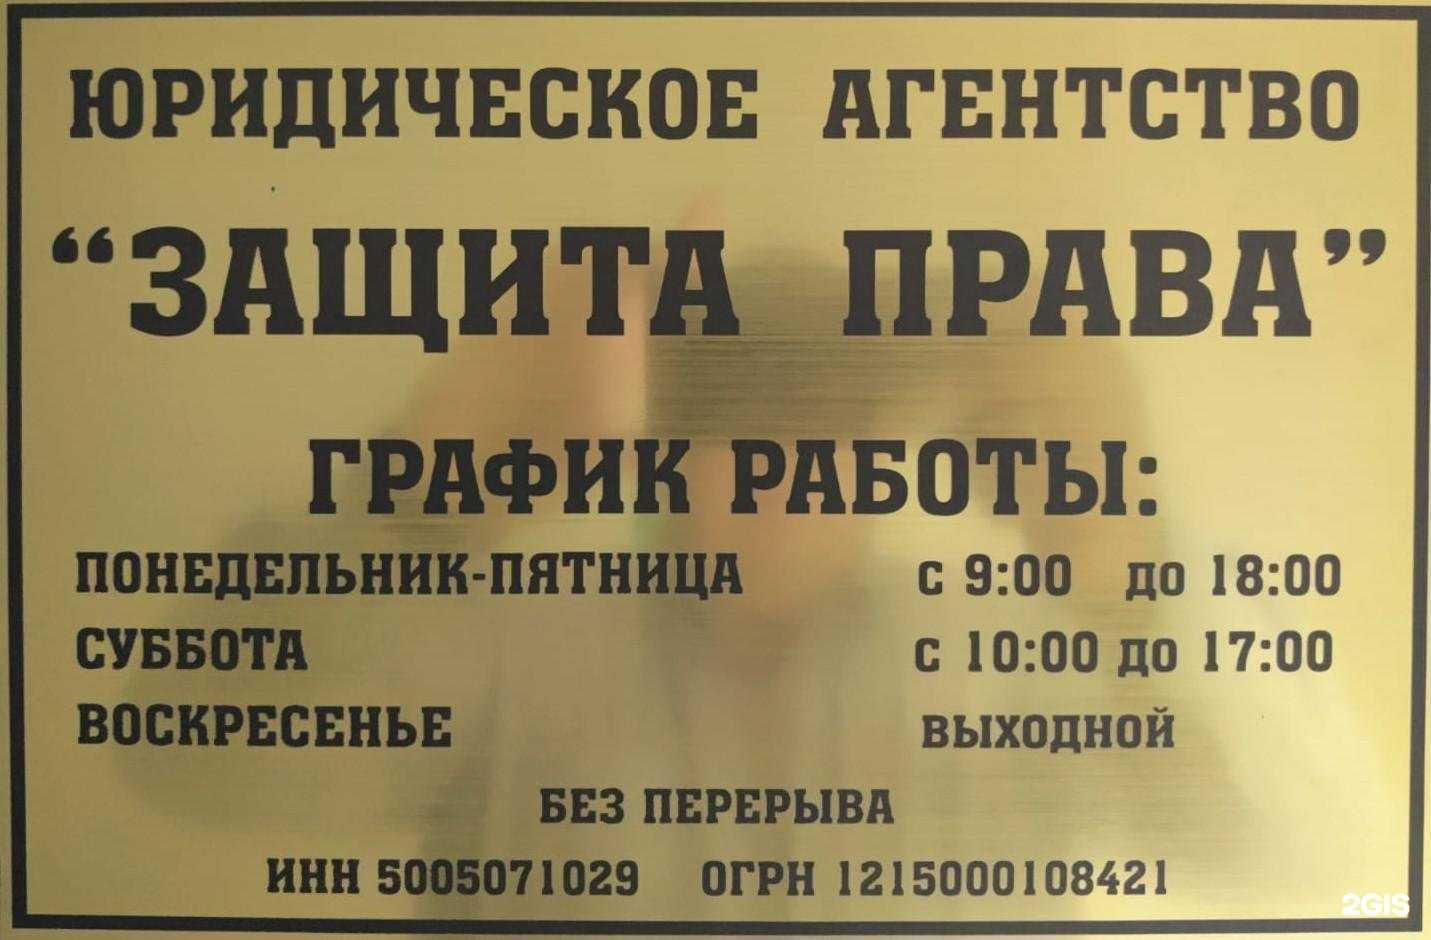 ЮРИДИЧЕСКОЕ АГЕНТСТВО
“ЗАЩИТА ПРАВА”
ГРАФИК РАБОТЫ:
ПОНЕДЕЛЬНИК-ПЯТНИЦА с 9:00 до 18:00
СУББОТА с 10:00 до 17:00
ВОСКРЕСЕНЬЕ выходной
БЕЗ ПЕРЕРЫВА
ИНН 5005071029 ОГРН 1215000108421
2GIS